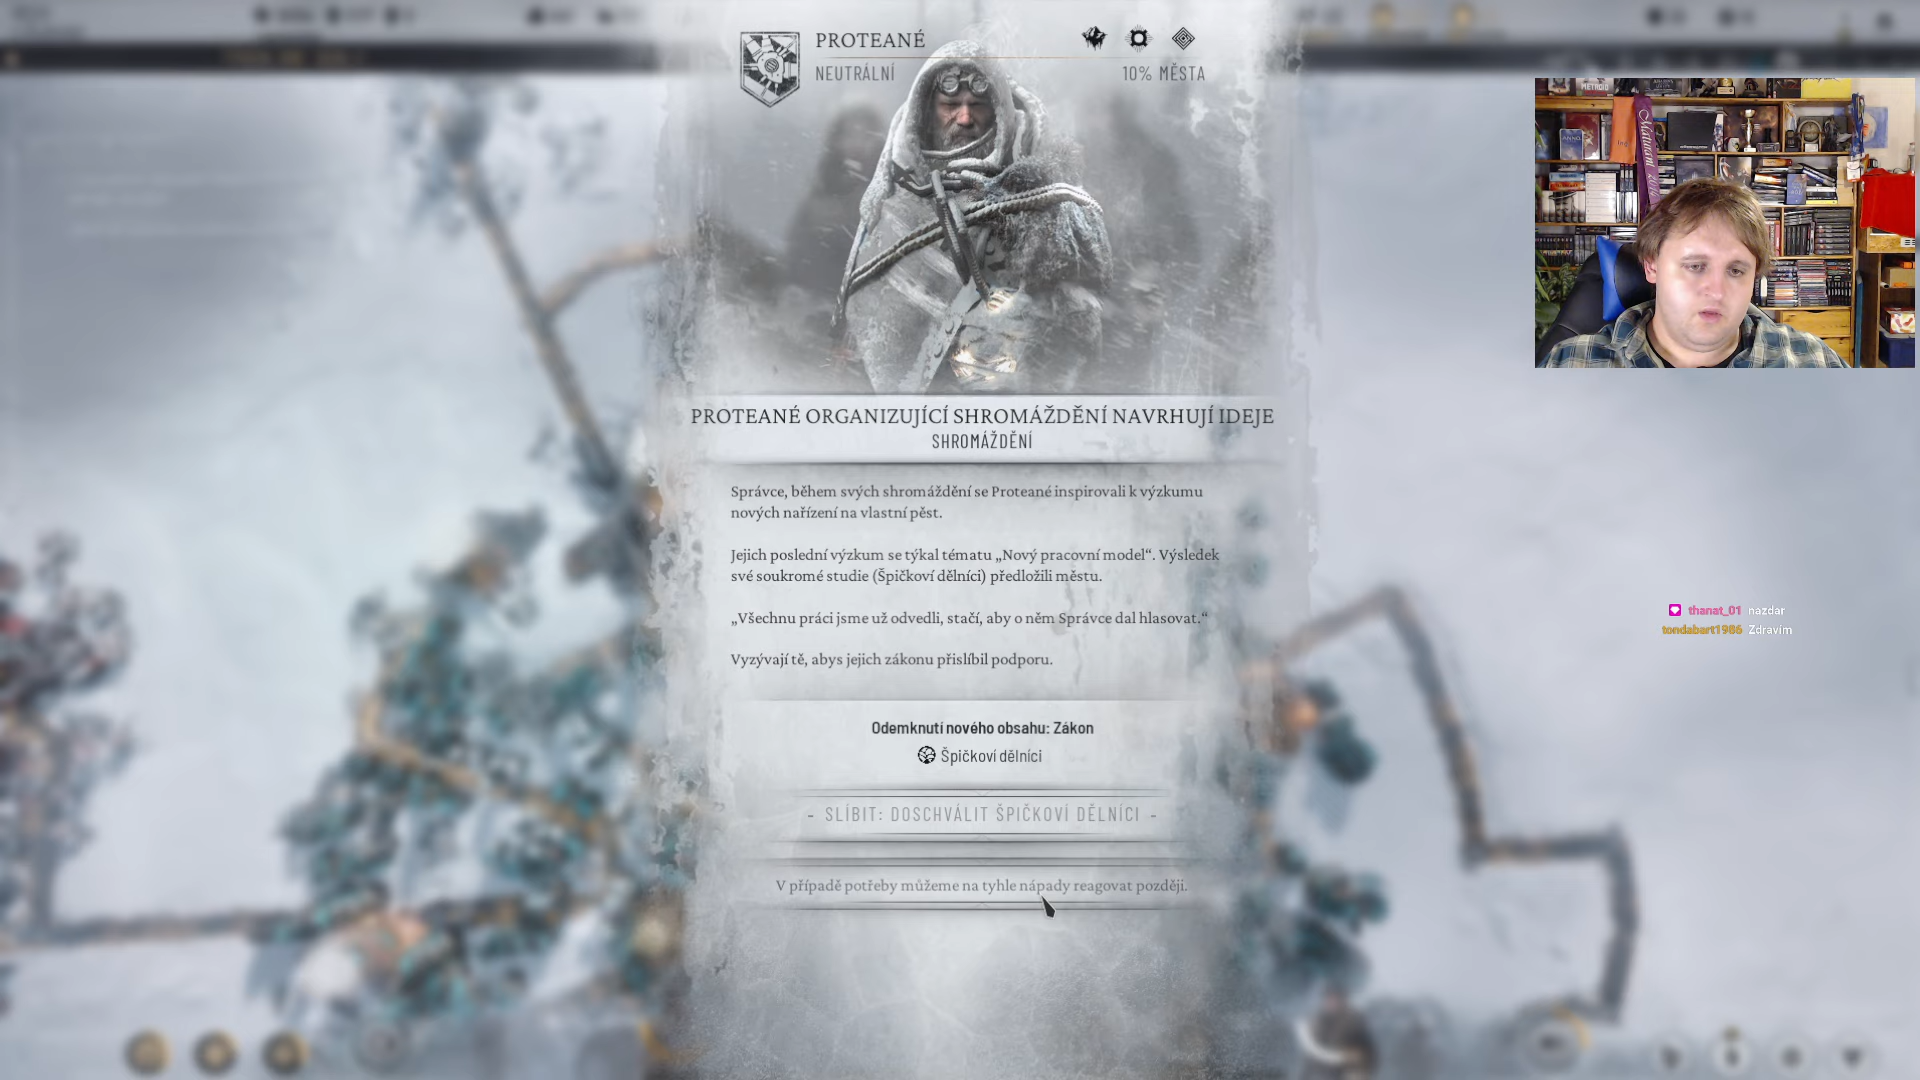 PROTEANÉ
NEUTRÁLNÍ
10% MĚSTA
PROTEANÉ ORGANIZUJÍCÍ SHROMÁŽDĚNÍ NAVRHUJÍ IDEJE
SHROMÁŽDĚNÍ
Správce, během svých shromáždění se Proteané inspirovali k výzkumu
nových nařízení na vlastní pěst.
Jejich poslední výzkum se týkal tématu „Nový pracovní model“. Výsledek
své soukromé studie (Špičkoví dělníci) předložili městu.
„Všechnu práci jsme už odvedli, stačí, aby o něm Správce dal hlasovat.“
Vyzývají tě, abys jejich zákonu přislíbil podporu.
Odemknutí nového obsahu: Zákon
Špičkoví dělníci
- SLÍBIT: DOSCHVÁLIT ŠPIČKOVÍ DĚLNÍCI -
V případě potřeby můžeme na tyhle nápady reagovat později.
METROID
ANNO
thanat_01 nazdar
tondabart1986 Zdravím